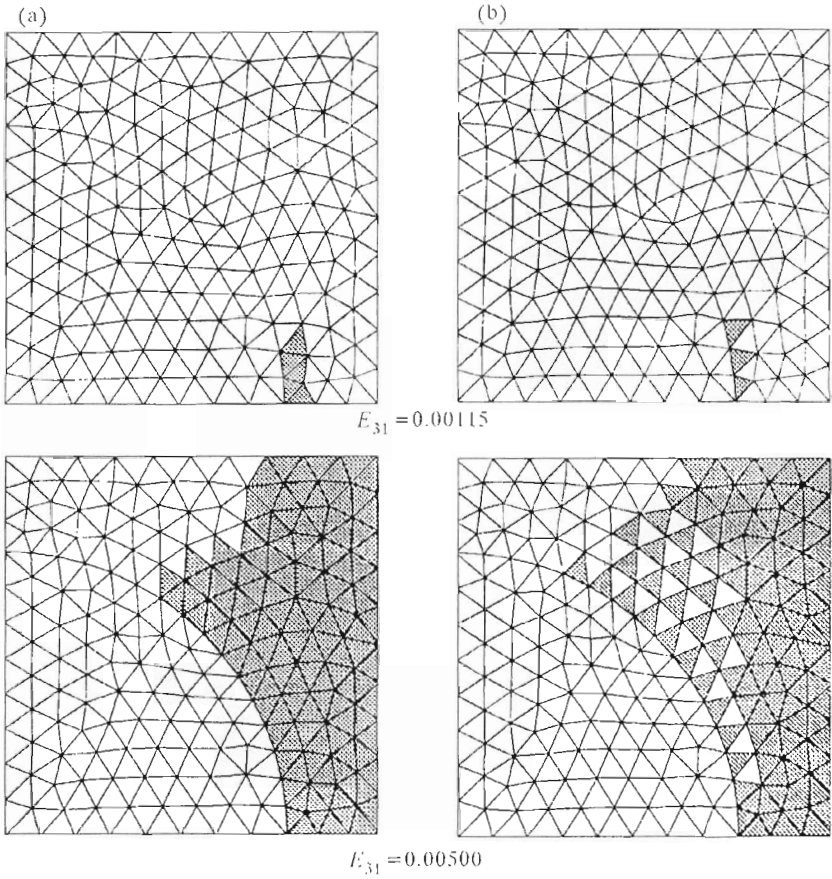 (a) (b)
E₃₁ = 0.00115
E₃₁ = 0.00500